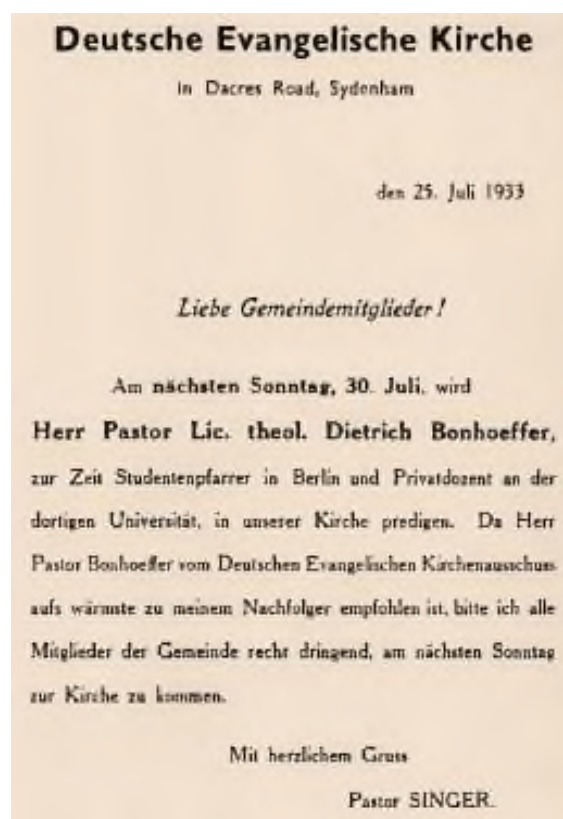 Deutsche Evangelische Kirche
in Dacres Road, Sydenham
den 25. Juli 1933
Liebe Gemeindemitglieder!
Am nächsten Sonntag, 30. Juli, wird
Herr Pastor Lic. theol. Dietrich Bonhoeffer,
zur Zeit Studentenpfarrer in Berlin und Privatdozent an der
dortigen Universität, in unserer Kirche predigen. Da Herr
Pastor Bonhoeffer vom Deutschen Evangelischen Kirchenausschuss
aufs wärmste zu meinem Nachfolger empfohlen ist, bitte ich alle
Mitglieder der Gemeinde recht dringend, am nächsten Sonntag
zur Kirche zu kommen.
Mit herzlichem Gruss
Pastor SINGER.